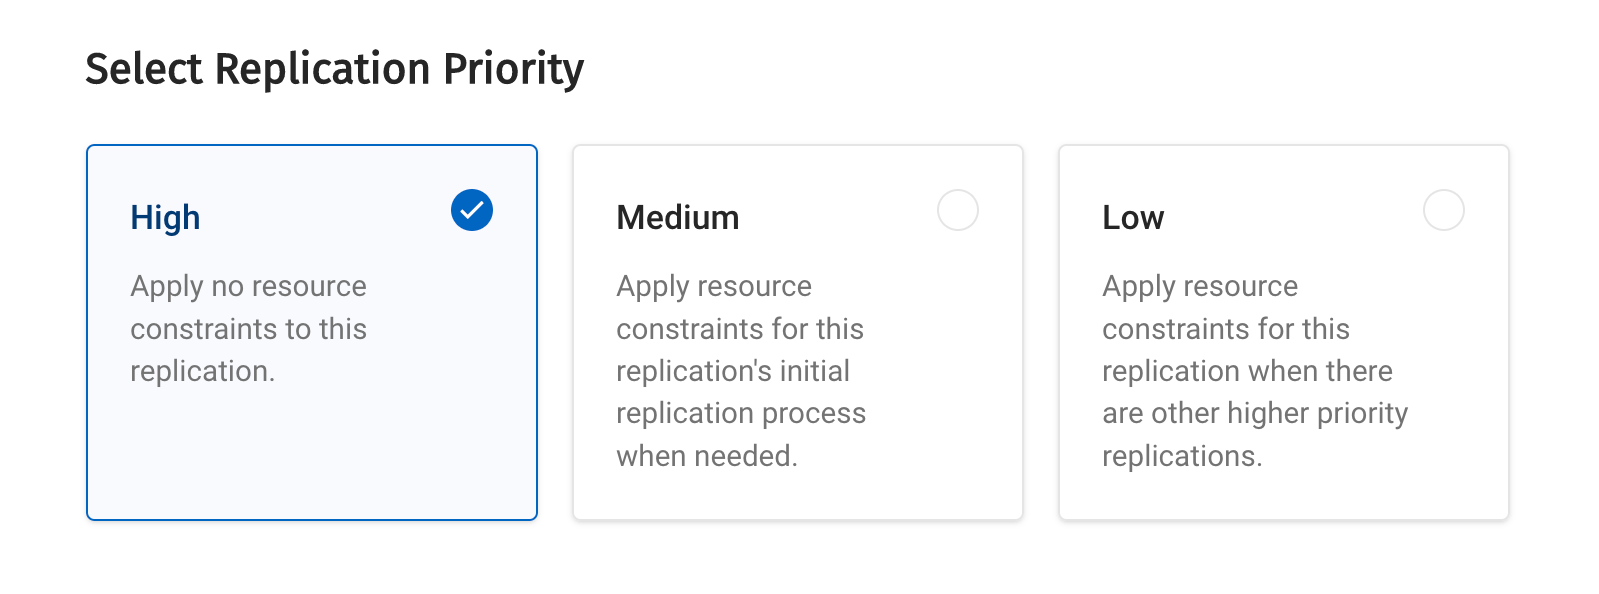 Select Replication Priority
High
Apply no resource
constraints to this
replication.
Medium
Apply resource
constraints for this
replication's initial
replication process
when needed.
Low
Apply resource
constraints for this
replication when there
are other higher priority
replications.